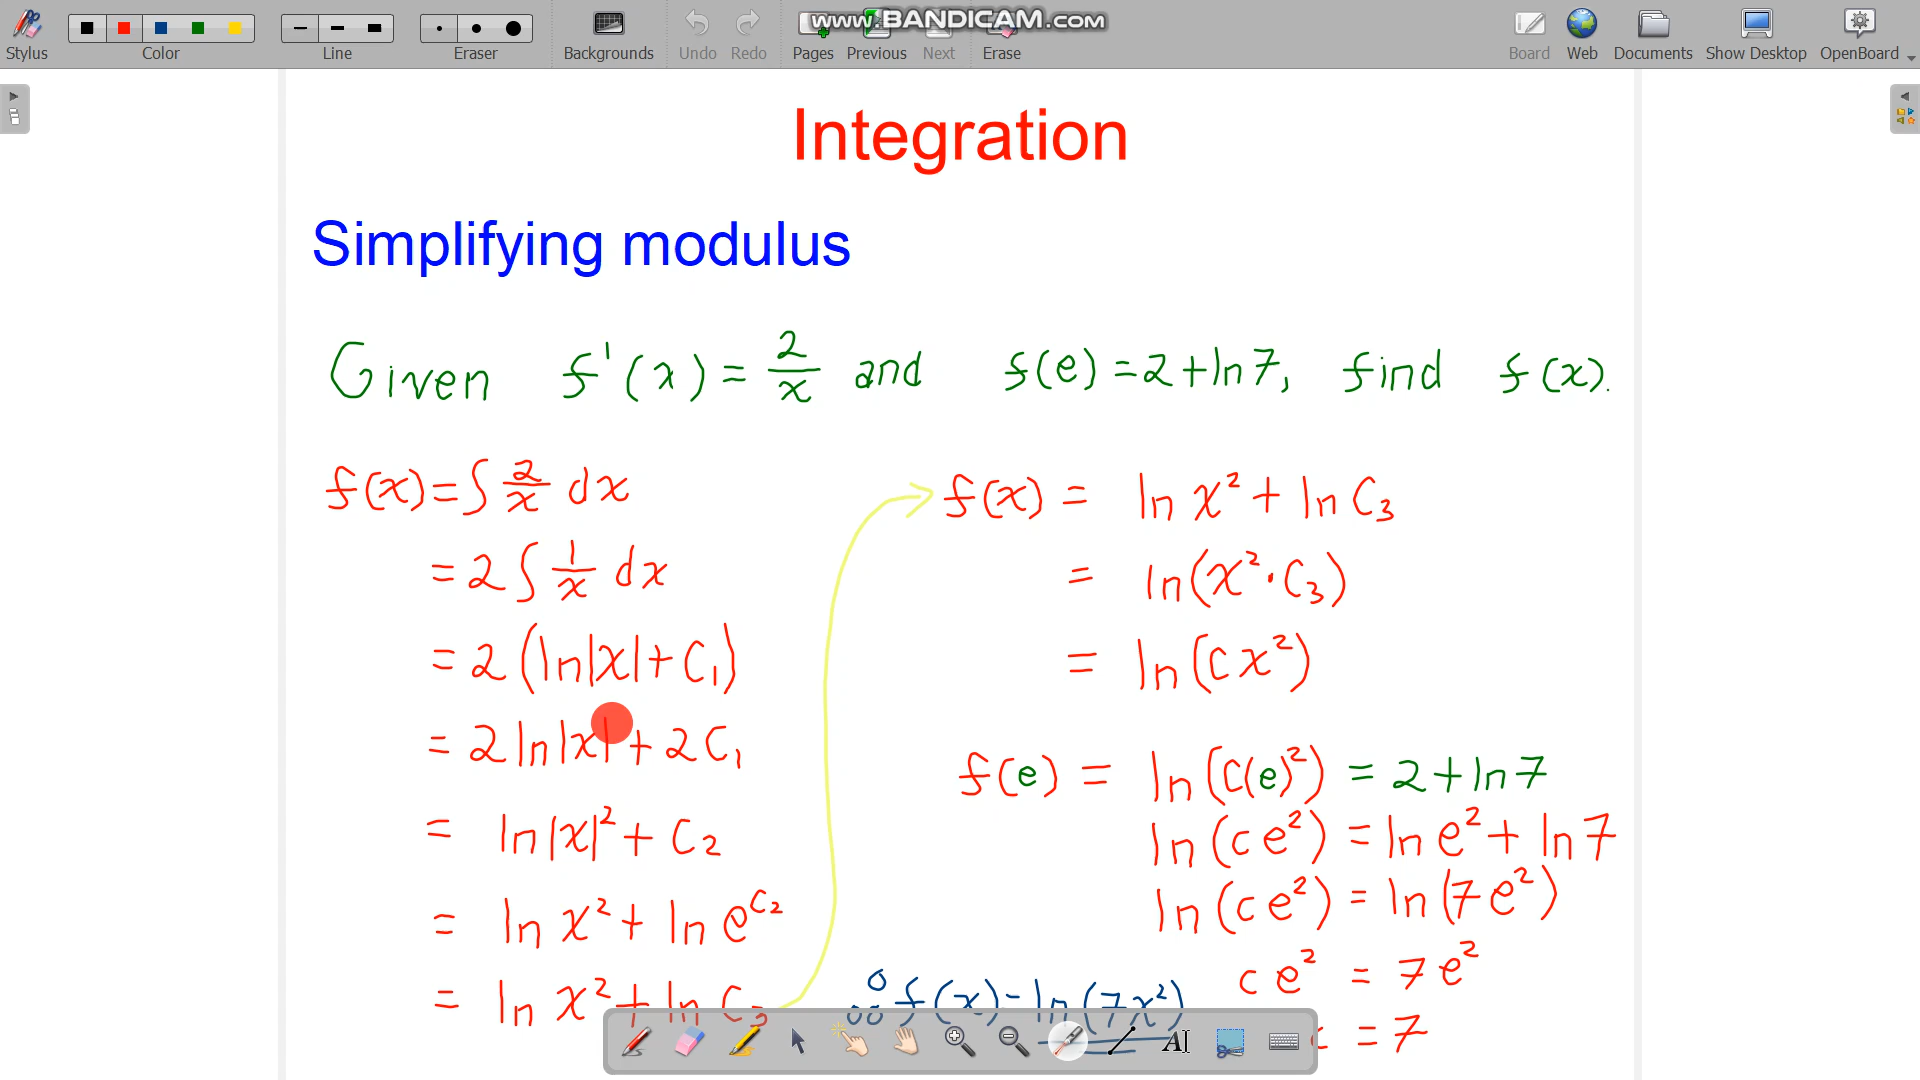 www.BANDICAM.com
Stylus Color Line Eraser Backgrounds Undo Redo Pages Previous Next Erase Board Web Documents Show Desktop OpenBoard
Integration
Simplifying modulus
Given f'(x) = 2/x and f(e) = 2 + ln 7, find f(x).
f(x) = ∫ 2/x dx
= 2 ∫ 1/x dx
= 2 (ln|x| + C₁)
= 2 ln|x| + 2C₁
= ln|x|² + C₂
= ln x² + ln e^C₂
= ln x² + ln C₃
f(x) = ln x² + ln C₃
= ln(x² · C₃)
= ln(cx²)
f(e) = ln(c(e)²) = 2 + ln 7
ln(ce²) = ln e² + ln 7
ln(ce²) = ln(7e²)
ce² = 7e²
c = 7
∴ f(x) = ln(7x²)